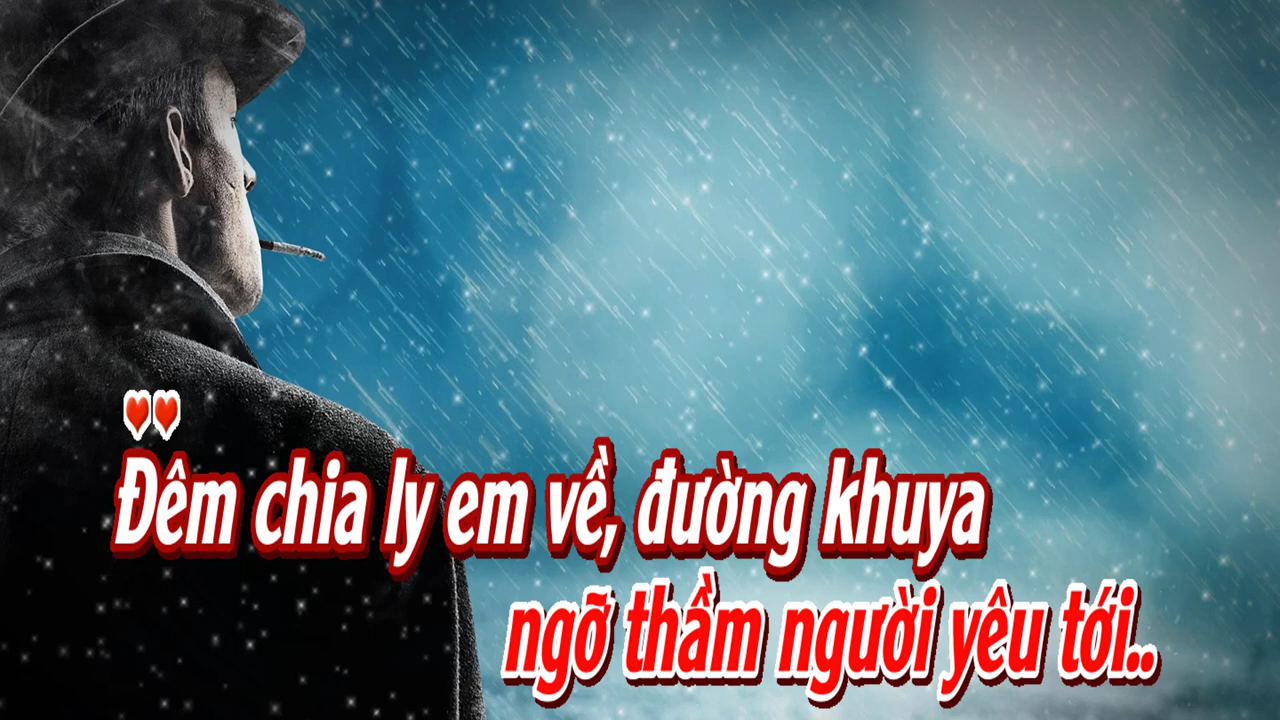 Đêm chia ly em về, đường khuya
ngỡ thầm người yêu tới..